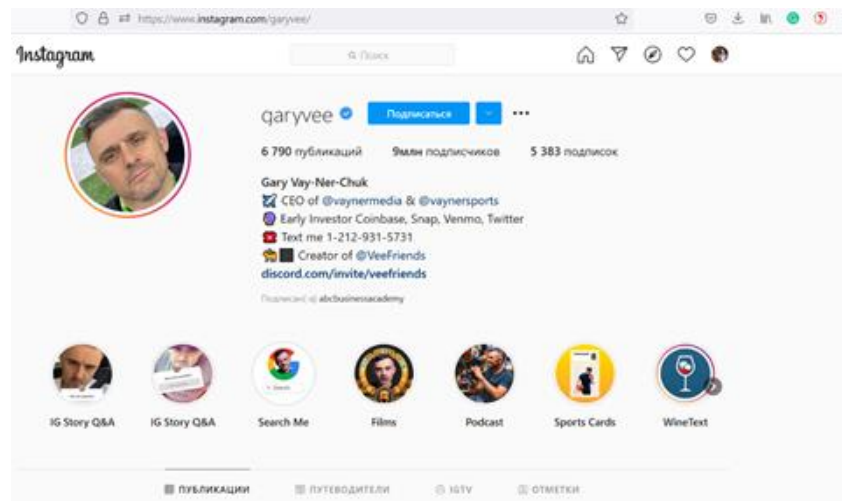 https://www.instagram.com/garyvee/
Instagram
Поиск
garyvee
Подписаться
6 790 публикаций 9млн подписчиков 5 383 подписок
Gary Vay-Ner-Chuk
CEO of @vaynermedia & @vaynersports
Early Investor Coinbase, Snap, Venmo, Twitter
Text me 1-212-931-5731
Creator of @VeeFriends
discord.com/invite/veefriends
Подписан(-а) abcbusinessacademy
IG Story Q&A IG Story Q&A Search Me Films Podcast Sports Cards WineText
ПУБЛИКАЦИИ ПУТЕВОДИТЕЛИ IGTV ОТМЕТКИ